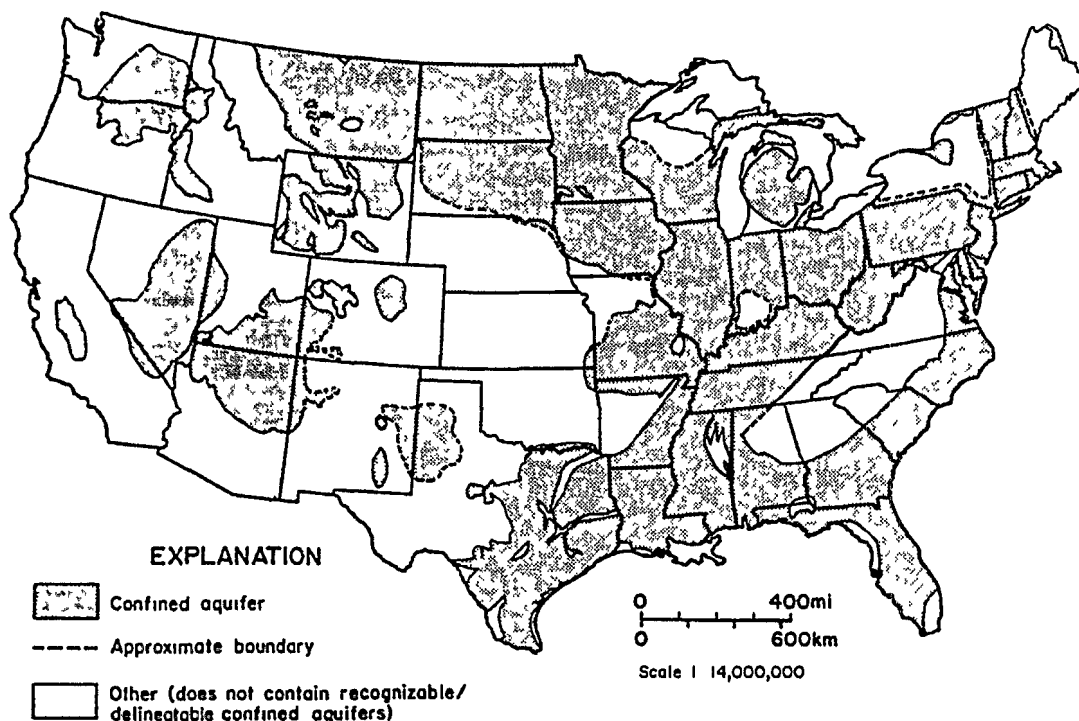 EXPLANATION
Confined aquifer
Approximate boundary
Other (does not contain recognizable/
delineatable confined aquifers)
0 400mi
0 600km
Scale 1 14,000,000